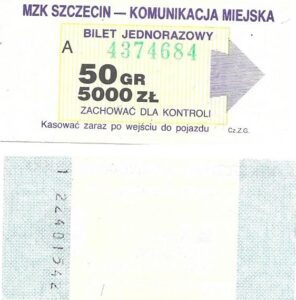 MZK SZCZECIN — KOMUNIKACJA MIEJSKA
BILET JEDNORAZOWY
A 4374684
50 GR
5000 ZŁ
ZACHOWAĆ DLA KONTROLI
Kasować zaraz po wejściu do pojazdu
Cz.Z.G.
1 22401542